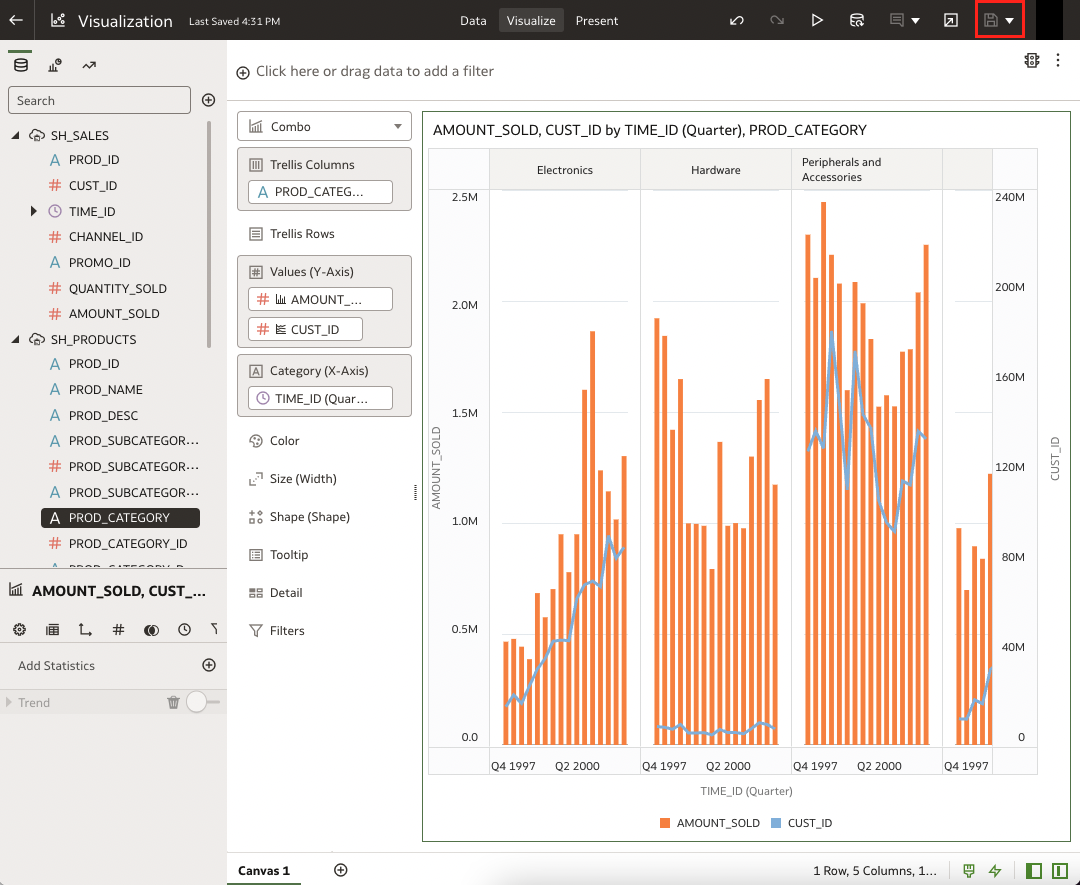 Visualization Last Saved 4:31 PM Data Visualize Present
Search
SH_SALES
A PROD_ID
# CUST_ID
TIME_ID
# CHANNEL_ID
A PROMO_ID
# QUANTITY_SOLD
# AMOUNT_SOLD
SH_PRODUCTS
A PROD_ID
A PROD_NAME
A PROD_DESC
A PROD_SUBCATEGOR...
# PROD_SUBCATEGOR...
A PROD_SUBCATEGOR...
A PROD_CATEGORY
# PROD_CATEGORY_ID
AMOUNT_SOLD, CUST_...
#
Add Statistics
Trend
Click here or drag data to add a filter
Combo
Trellis Columns
A PROD_CATEG...
Trellis Rows
# Values (Y-Axis)
# AMOUNT_...
# CUST_ID
A Category (X-Axis)
TIME_ID (Quar...
Color
Size (Width)
Shape (Shape)
Tooltip
Detail
Filters
AMOUNT_SOLD, CUST_ID by TIME_ID (Quarter), PROD_CATEGORY
Electronics Hardware Peripherals and
Accessories
2.5M
2.0M
1.5M
1.0M
0.5M
0.0
AMOUNT_SOLD
240M
200M
160M
120M
80M
40M
0
CUST_ID
Q4 1997 Q2 2000 Q4 1997 Q2 2000 Q4 1997 Q2 2000 Q4 1997
TIME_ID (Quarter)
AMOUNT_SOLD CUST_ID
Canvas 1
1 Row, 5 Columns, 1...